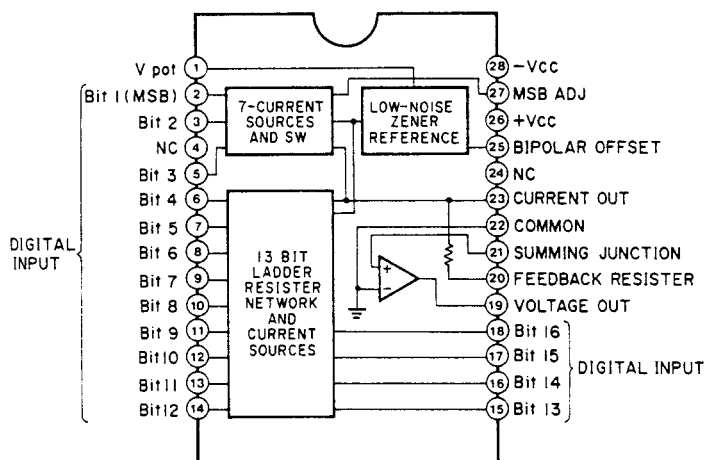 V pot 1
Bit 1 (MSB) 2
Bit 2 3
NC 4
Bit 3 5
Bit 4 6
Bit 5 7
Bit 6 8
Bit 7 9
Bit 8 10
Bit 9 11
Bit10 12
Bit11 13
Bit12 14
DIGITAL
INPUT
7-CURRENT
SOURCES
AND SW
LOW-NOISE
ZENER
REFERENCE
13 BIT
LADDER
RESISTER
NETWORK
AND
CURRENT
SOURCES
+
−
28 -Vcc
27 MSB ADJ
26 +Vcc
25 BIPOLAR OFFSET
24 NC
23 CURRENT OUT
22 COMMON
21 SUMMING JUNCTION
20 FEEDBACK RESISTER
19 VOLTAGE OUT
18 Bit 16
17 Bit 15
16 Bit 14
15 Bit 13
DIGITAL INPUT